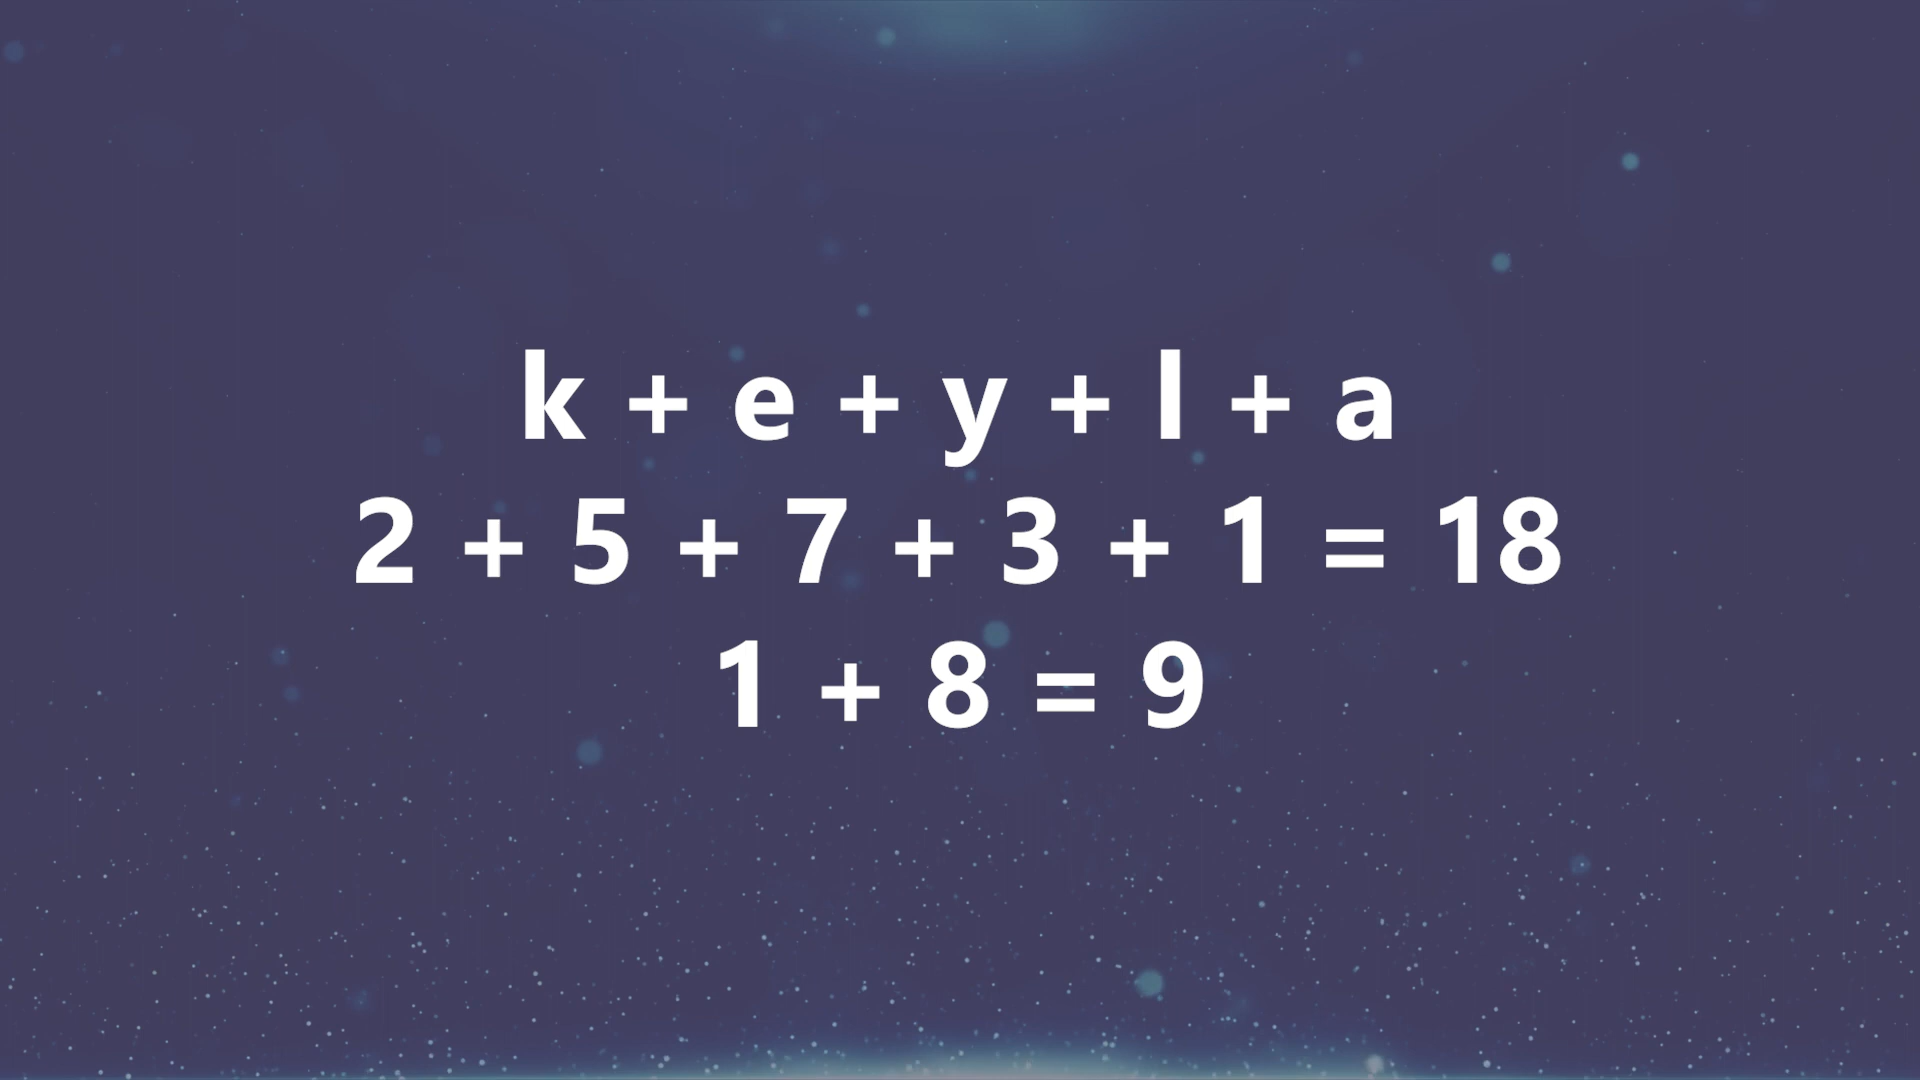 k + e + y + l + a
2 + 5 + 7 + 3 + 1 = 18
1 + 8 = 9